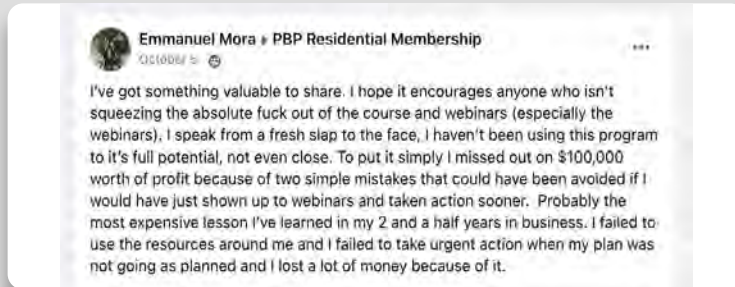 Emmanuel Mora ▸ PBP Residential Membership
October 5
I've got something valuable to share. I hope it encourages anyone who isn't
squeezing the absolute fuck out of the course and webinars (especially the
webinars), I speak from a fresh slap to the face, I haven't been using this program
to it's full potential, not even close. To put it simply I missed out on $100,000
worth of profit because of two simple mistakes that could have been avoided if I
would have just shown up to webinars and taken action sooner. Probably the
most expensive lesson I've learned in my 2 and a half years in business. I failed to
use the resources around me and I failed to take urgent action when my plan was
not going as planned and I lost a lot of money because of it.